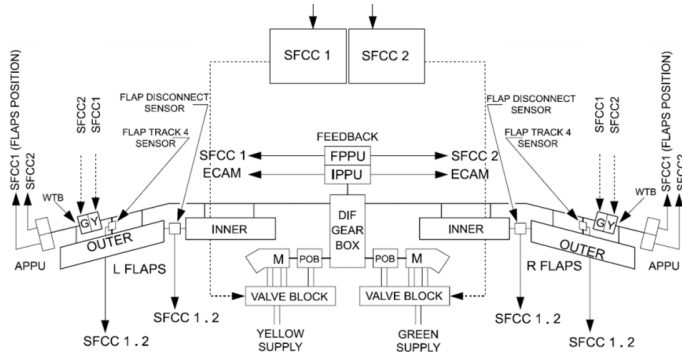 SFCC 1
SFCC 2
SFCC1 (FLAPS POSITION)
SFCC2
SFCC2
SFCC1
FLAP DISCONNECT
SENSOR
FLAP TRACK 4
SENSOR
FLAP DISCONNECT
SENSOR
FLAP TRACK 4
SENSOR
SFCC1
SFCC2
SFCC1 (FLAPS POSITION)
SFCC2
FEEDBACK
SFCC 1
FPPU
SFCC 2
ECAM
IPPU
ECAM
WTB
G Y
OUTER
APPU
L FLAPS
INNER
DIF
GEAR
BOX
INNER
G Y
WTB
OUTER
R FLAPS
APPU
M
POB
POB
M
VALVE BLOCK
VALVE BLOCK
SFCC 1.2
SFCC 1.2
YELLOW
SUPPLY
GREEN
SUPPLY
SFCC 1.2
SFCC 1.2